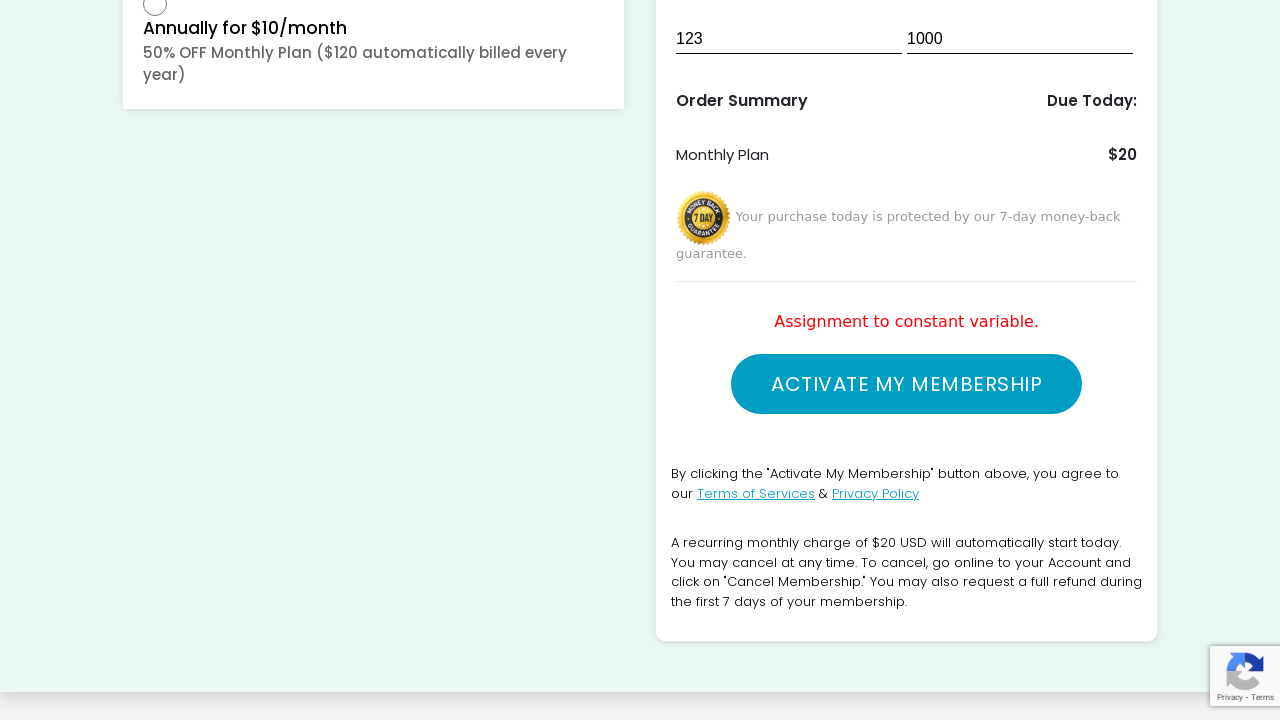 Annually for $10/month
50% OFF Monthly Plan ($120 automatically billed every
year)
123 1000
Order Summary Due Today:
Monthly Plan $20
MONEY BACK
7 DAY
GUARANTEE
Your purchase today is protected by our 7-day money-back
guarantee.
Assignment to constant variable.
ACTIVATE MY MEMBERSHIP
By clicking the "Activate My Membership" button above, you agree to
our Terms of Services & Privacy Policy
A recurring monthly charge of $20 USD will automatically start today.
You may cancel at any time. To cancel, go online to your Account and
click on "Cancel Membership." You may also request a full refund during
the first 7 days of your membership.
Privacy - Terms